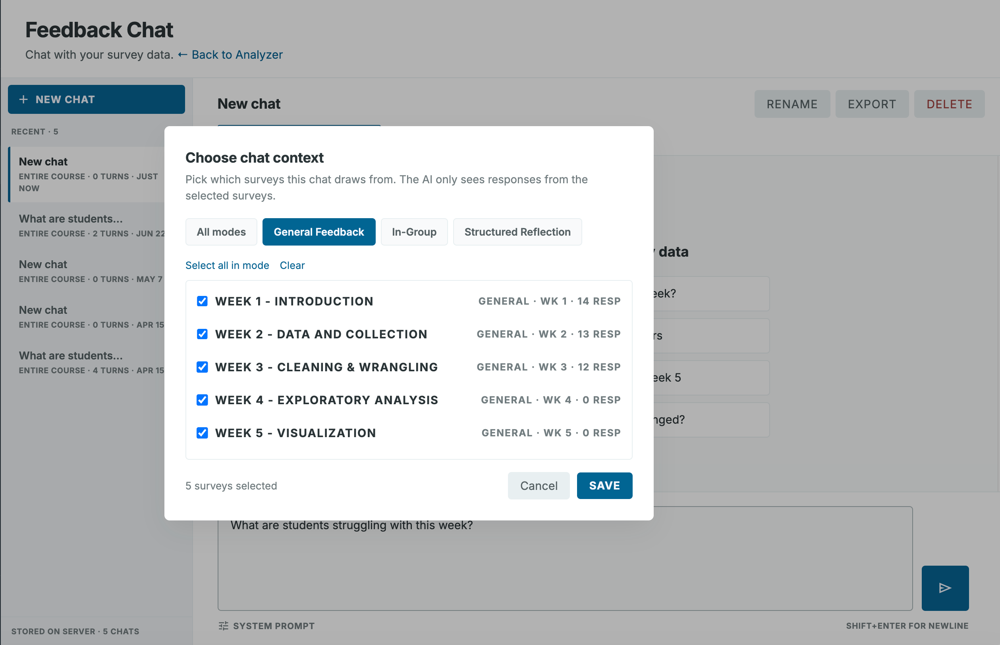 Feedback Chat
Chat with your survey data. ← Back to Analyzer
+ NEW CHAT
RECENT · 5
New chat
ENTIRE COURSE · 0 TURNS · JUST
NOW
What are students...
ENTIRE COURSE · 2 TURNS · JUN 22
New chat
ENTIRE COURSE · 0 TURNS · MAY 7
New chat
ENTIRE COURSE · 0 TURNS · APR 15
What are students...
ENTIRE COURSE · 4 TURNS · APR 15
STORED ON SERVER · 5 CHATS
New chat
RENAME EXPORT DELETE
Choose chat context
Pick which surveys this chat draws from. The AI only sees responses from the
selected surveys.
All modes General Feedback In-Group Structured Reflection
Select all in mode Clear
WEEK 1 - INTRODUCTION GENERAL · WK 1 · 14 RESP
WEEK 2 - DATA AND COLLECTION GENERAL · WK 2 · 13 RESP
WEEK 3 - CLEANING & WRANGLING GENERAL · WK 3 · 12 RESP
WEEK 4 - EXPLORATORY ANALYSIS GENERAL · WK 4 · 0 RESP
WEEK 5 - VISUALIZATION GENERAL · WK 5 · 0 RESP
5 surveys selected Cancel SAVE
data
5
What are students struggling with this week?
SYSTEM PROMPT SHIFT+ENTER FOR NEWLINE